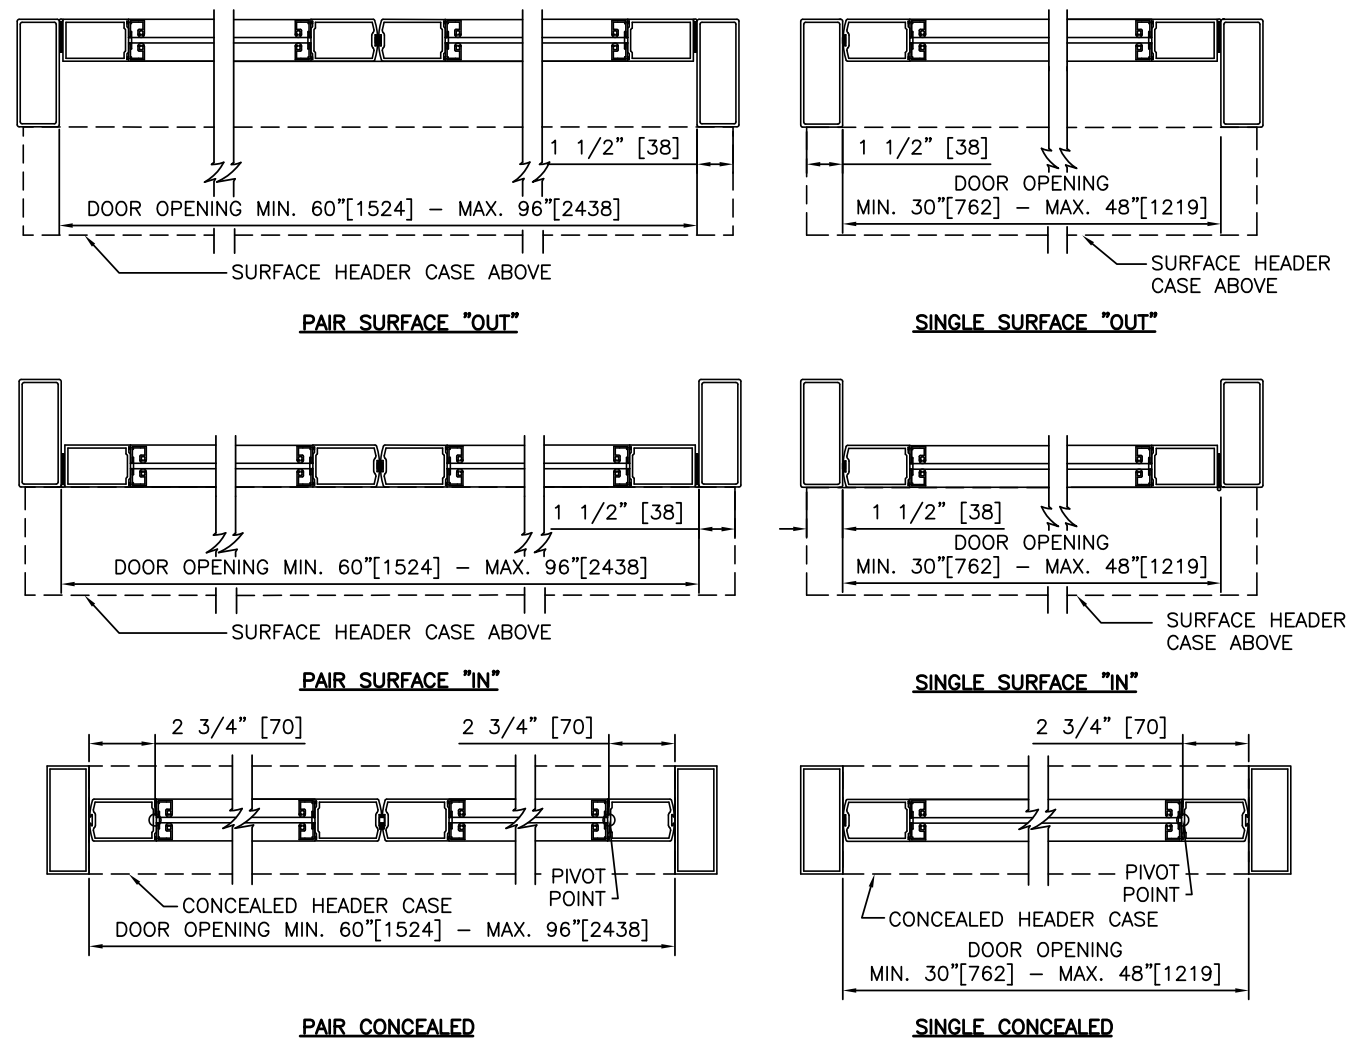 1 1/2” [38]
DOOR OPENING MIN. 60”[1524] – MAX. 96”[2438]
SURFACE HEADER CASE ABOVE
PAIR SURFACE ”OUT”
1 1/2” [38]
DOOR OPENING
MIN. 30”[762] – MAX. 48”[1219]
SURFACE HEADER
CASE ABOVE
SINGLE SURFACE ”OUT”
1 1/2” [38]
DOOR OPENING MIN. 60”[1524] – MAX. 96”[2438]
SURFACE HEADER CASE ABOVE
PAIR SURFACE ”IN”
1 1/2” [38]
DOOR OPENING
MIN. 30”[762] – MAX. 48”[1219]
SURFACE HEADER
CASE ABOVE
SINGLE SURFACE ”IN”
2 3/4” [70]
2 3/4” [70]
PIVOT
POINT
CONCEALED HEADER CASE
DOOR OPENING MIN. 60”[1524] – MAX. 96”[2438]
PAIR CONCEALED
2 3/4” [70]
PIVOT
POINT
CONCEALED HEADER CASE
DOOR OPENING
MIN. 30”[762] – MAX. 48”[1219]
SINGLE CONCEALED